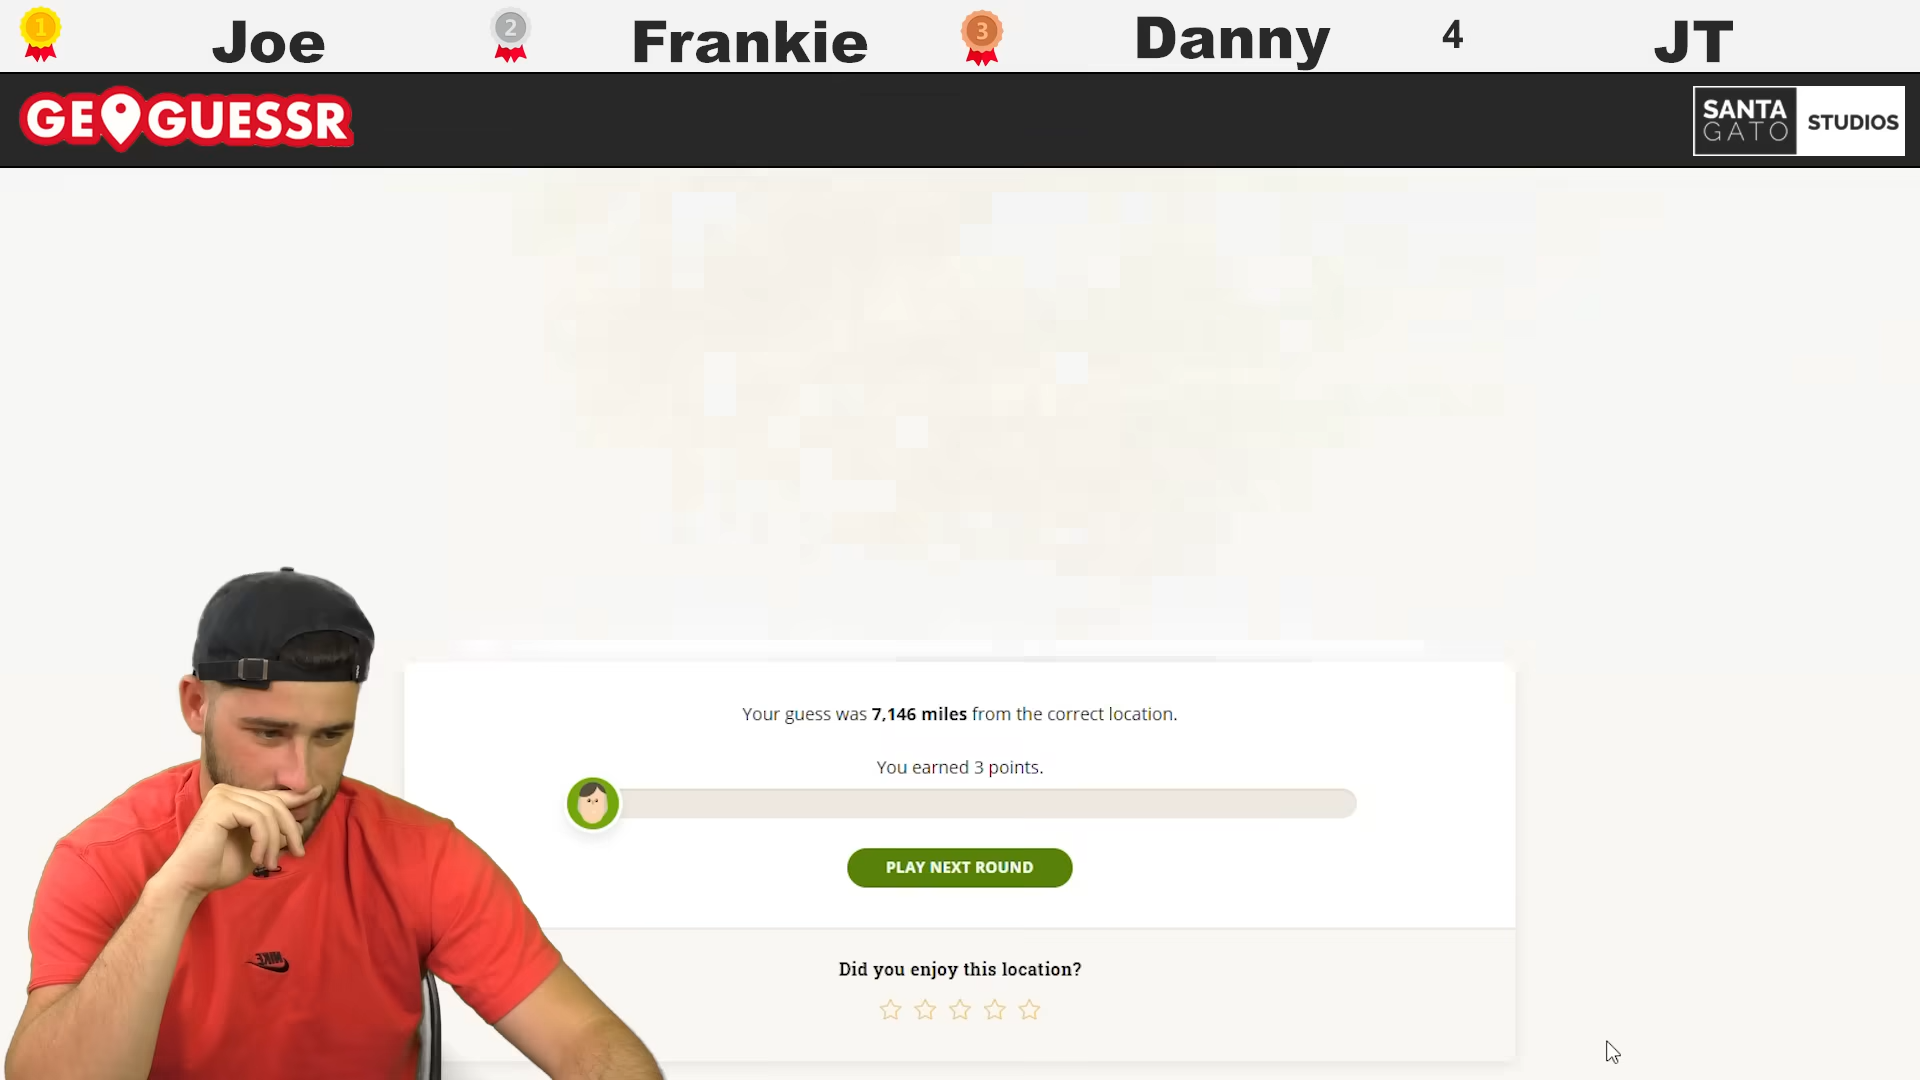 1
Joe
2
Frankie
3
Danny
4
JT
GEOGUESSR
SANTA
GATO
STUDIOS
Your guess was 7,146 miles from the correct location.
You earned 3 points.
PLAY NEXT ROUND
Did you enjoy this location?
NIKE